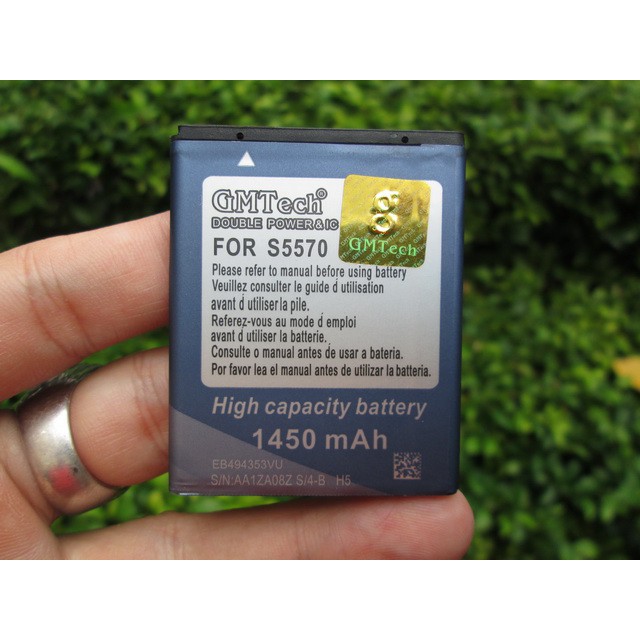 GMTech®
DOUBLE POWER & IC
8
GMTech
FOR S5570
Please refer to manual before using battery
Veuillez consulter le guide d́ utilisation
avant d́ utiliser la pile.
Referez-vous au mode d́ emploi
avant d́ utiliser la batterie.
Consulte o manual antes de usar a bateria.
Por favor lea el manual antes de utilizar la bateria.
High capacity battery
1450 mAh
EB494353VU
S/N:AA1ZA08Z S/4-B H5